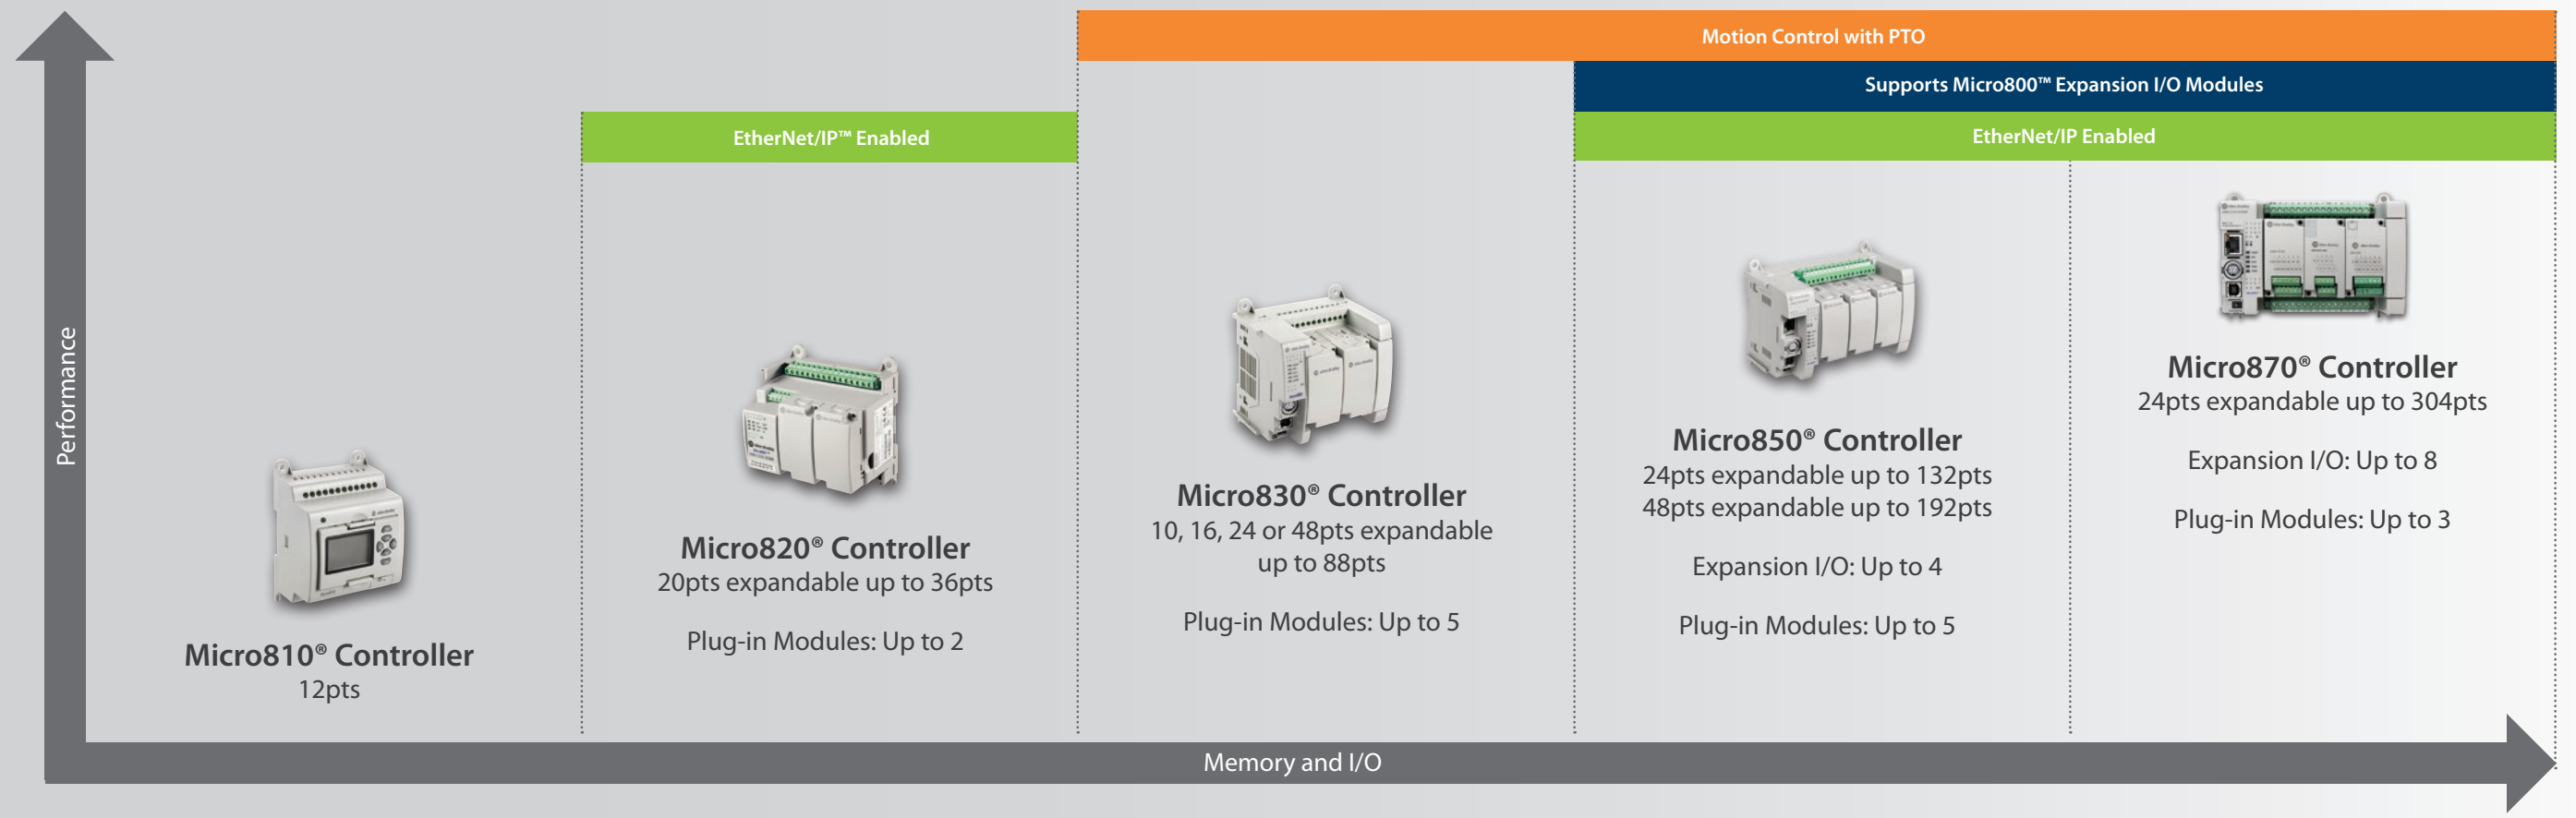 Motion Control with PTO
Supports Micro800™ Expansion I/O Modules
EtherNet/IP™ Enabled
EtherNet/IP Enabled
Performance
Micro810® Controller
12pts
Micro820® Controller
20pts expandable up to 36pts
Plug-in Modules: Up to 2
Micro830® Controller
10, 16, 24 or 48pts expandable
up to 88pts
Plug-in Modules: Up to 5
Micro850® Controller
24pts expandable up to 132pts
48pts expandable up to 192pts
Expansion I/O: Up to 4
Plug-in Modules: Up to 5
Micro870® Controller
24pts expandable up to 304pts
Expansion I/O: Up to 8
Plug-in Modules: Up to 3
Memory and I/O